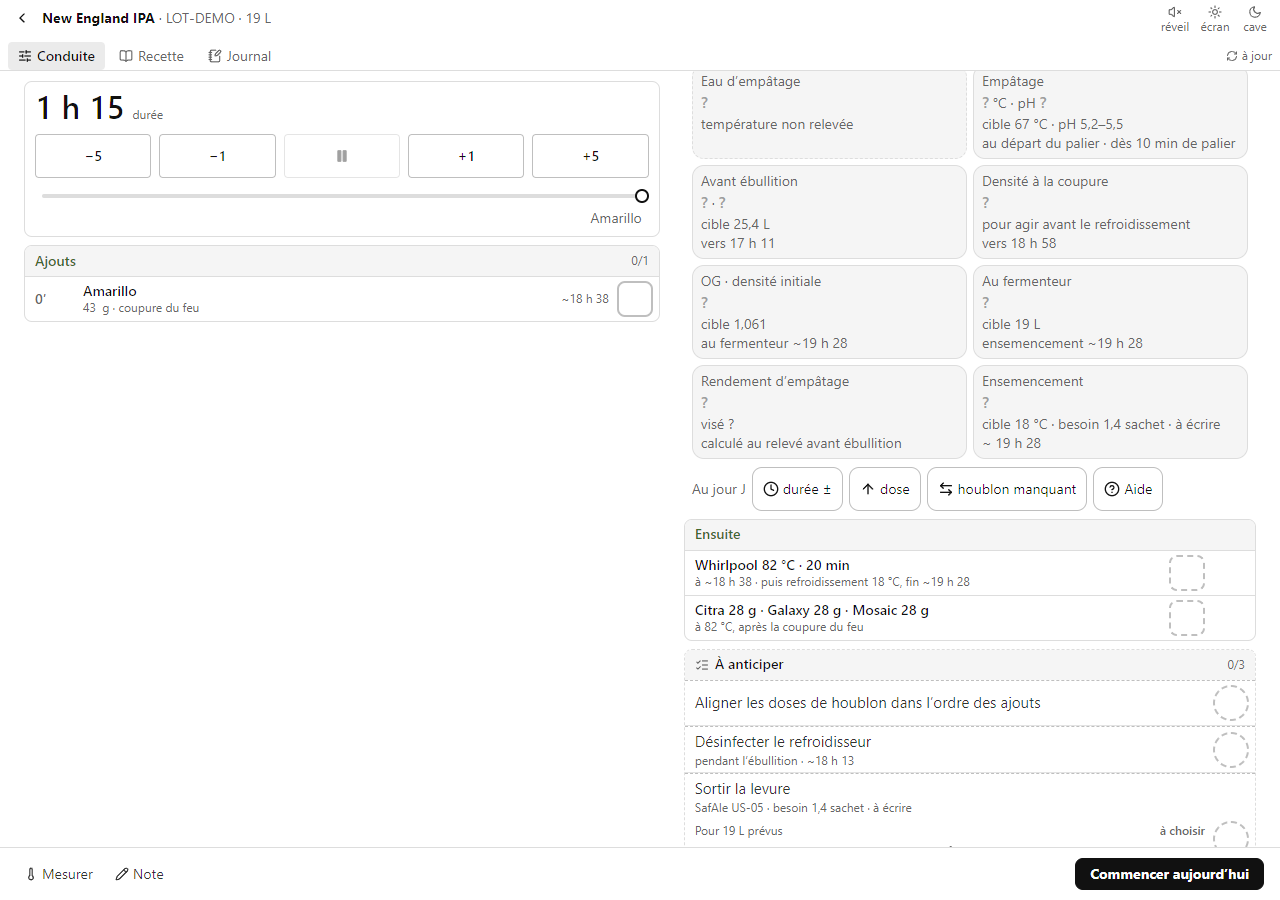 New England IPA · LOT-DEMO · 19 L
réveil
écran
cave
Conduite
Recette
Journal
à jour
1 h 15 durée
−5
−1
+1
+5
Amarillo
Ajouts
0/1
0′
Amarillo
43 g · coupure du feu
~18 h 38
Eau d’empâtage
?
température non relevée
Empâtage
? °C · pH ?
cible 67 °C · pH 5,2–5,5
au départ du palier · dès 10 min de palier
Avant ébullition
? · ?
cible 25,4 L
vers 17 h 11
Densité à la coupure
?
pour agir avant le refroidissement
vers 18 h 58
OG · densité initiale
?
cible 1,061
au fermenteur ~19 h 28
Au fermenteur
?
cible 19 L
ensemencement ~19 h 28
Rendement d’empâtage
?
visé ?
calculé au relevé avant ébullition
Ensemencement
?
cible 18 °C · besoin 1,4 sachet · à écrire
~ 19 h 28
Au jour J
durée ±
dose
houblon manquant
Aide
Ensuite
Whirlpool 82 °C · 20 min
à ~18 h 38 · puis refroidissement 18 °C, fin ~19 h 28
Citra 28 g · Galaxy 28 g · Mosaic 28 g
à 82 °C, après la coupure du feu
À anticiper
0/3
Aligner les doses de houblon dans l’ordre des ajouts
Désinfecter le refroidisseur
pendant l’ébullition · ~18 h 13
Sortir la levure
SafAle US-05 · besoin 1,4 sachet · à écrire
Pour 19 L prévus
à choisir
Mesurer
Note
Commencer aujourd’hui